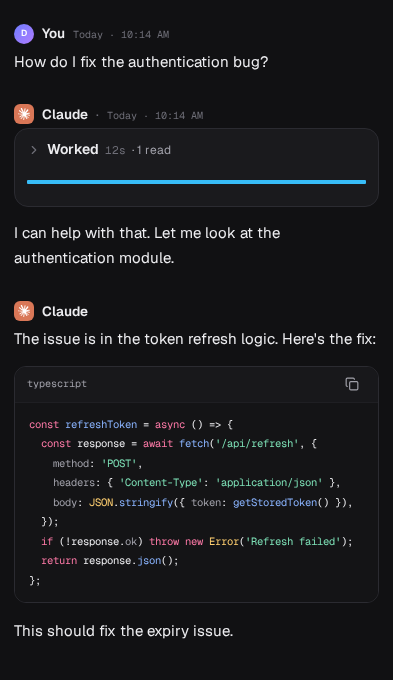 D You Today · 10:14 AM
How do I fix the authentication bug?
Claude · Today · 10:14 AM
Worked 12s · 1 read
I can help with that. Let me look at the
authentication module.
Claude
The issue is in the token refresh logic. Here's the fix:
typescript
const refreshToken = async () => {
  const response = await fetch('/api/refresh', {
    method: 'POST',
    headers: { 'Content-Type': 'application/json' },
    body: JSON.stringify({ token: getStoredToken() }),
  });
  if (!response.ok) throw new Error('Refresh failed');
  return response.json();
};
This should fix the expiry issue.